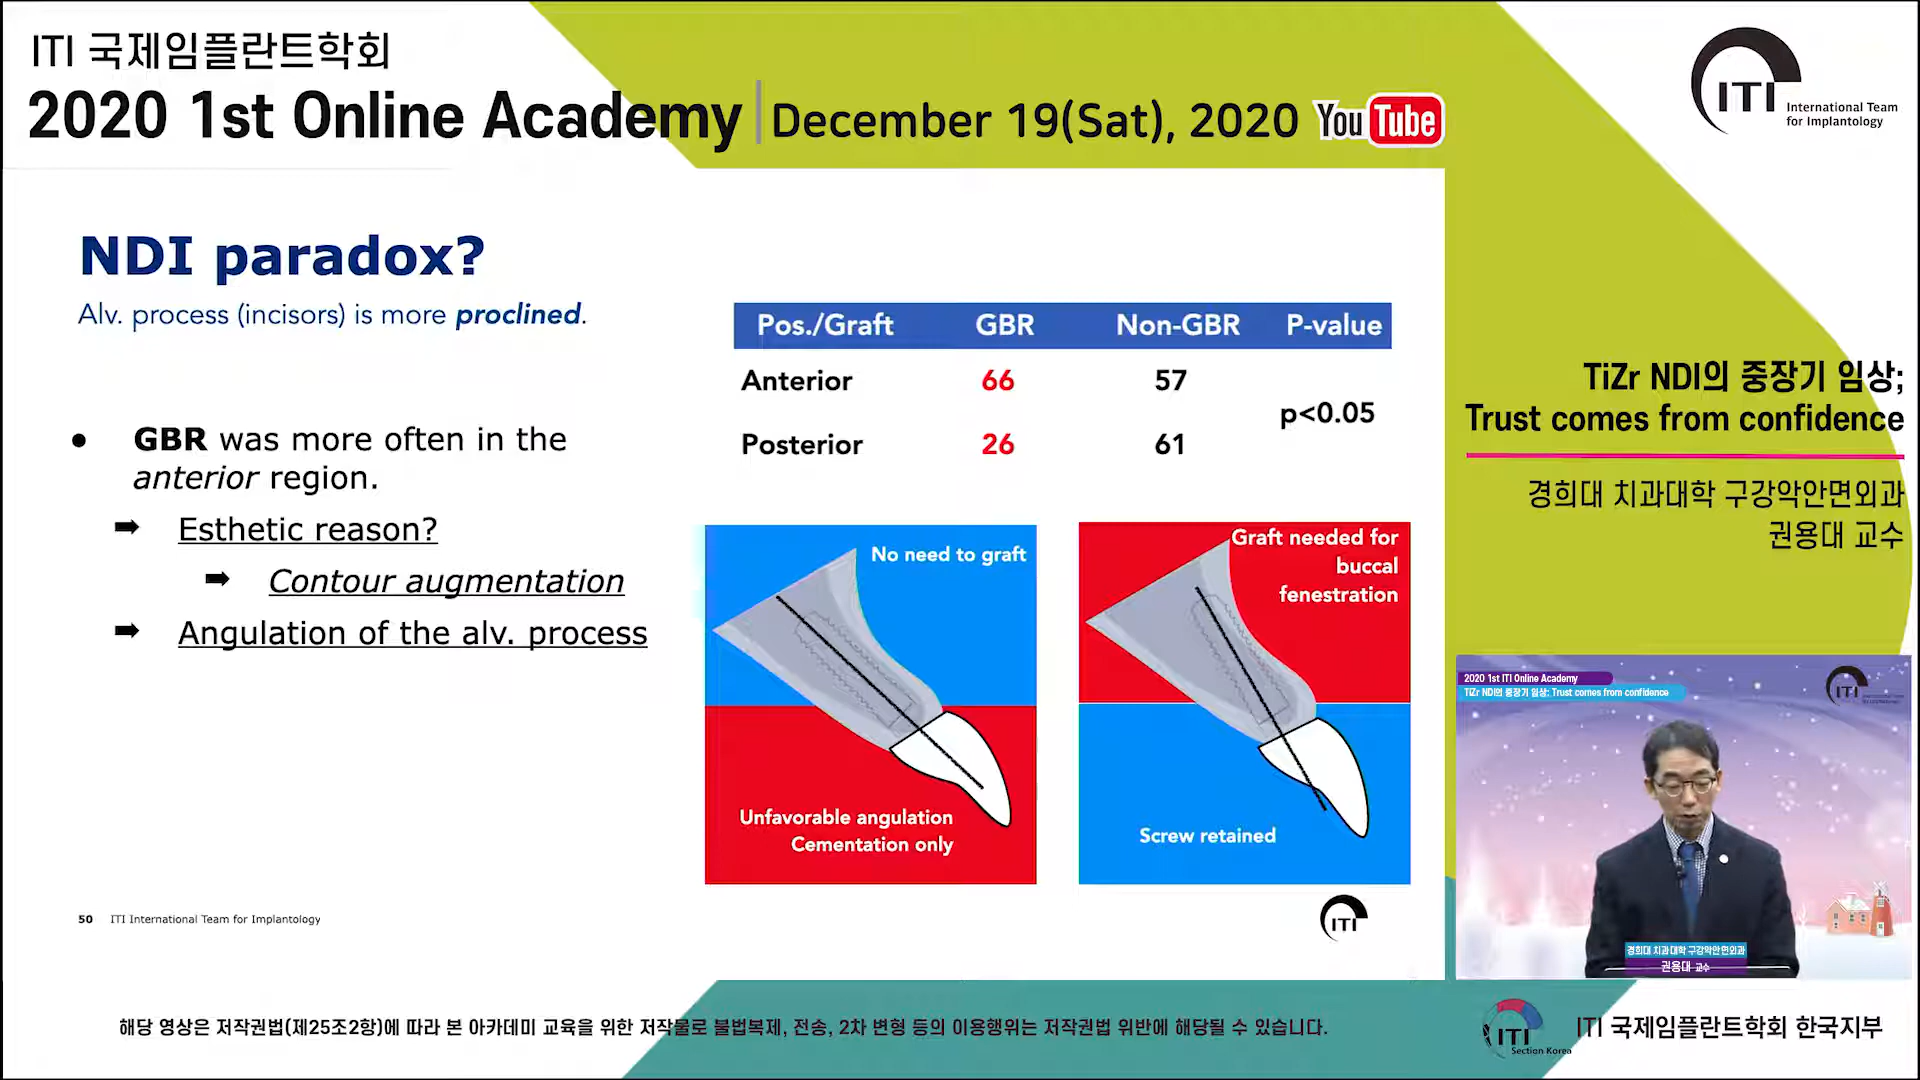 ITI 국제임플란트학회
2020 1st Online Academy
December 19(Sat), 2020
YouTube
ITI
International Team
for Implantology
NDI paradox?
Alv. process (incisors) is more proclined.
● GBR was more often in the
anterior region.
➡ Esthetic reason?
➡ Contour augmentation
➡ Angulation of the alv. process
Pos./Graft GBR Non-GBR P-value
Anterior 66 57
p<0.05
Posterior 26 61
No need to graft
Unfavorable angulation
Cementation only
Graft needed for
buccal
fenestration
Screw retained
50 ITI International Team for Implantology
ITI
TiZr NDI의 중장기 임상;
Trust comes from confidence
경희대 치과대학 구강악안면외과
권용대 교수
2020 1st ITI Online Academy
TiZr NDI의 중장기 임상: Trust comes from confidence
ITI
경희대 치과대학 구강악안면외과
권용대 교수
해당 영상은 저작권법(제25조2항)에 따라 본 아카데미 교육을 위한 저작물로 불법복제, 전송, 2차 변형 등의 이용행위는 저작권법 위반에 해당될 수 있습니다.
ITI
Section Korea
ITI 국제임플란트학회 한국지부